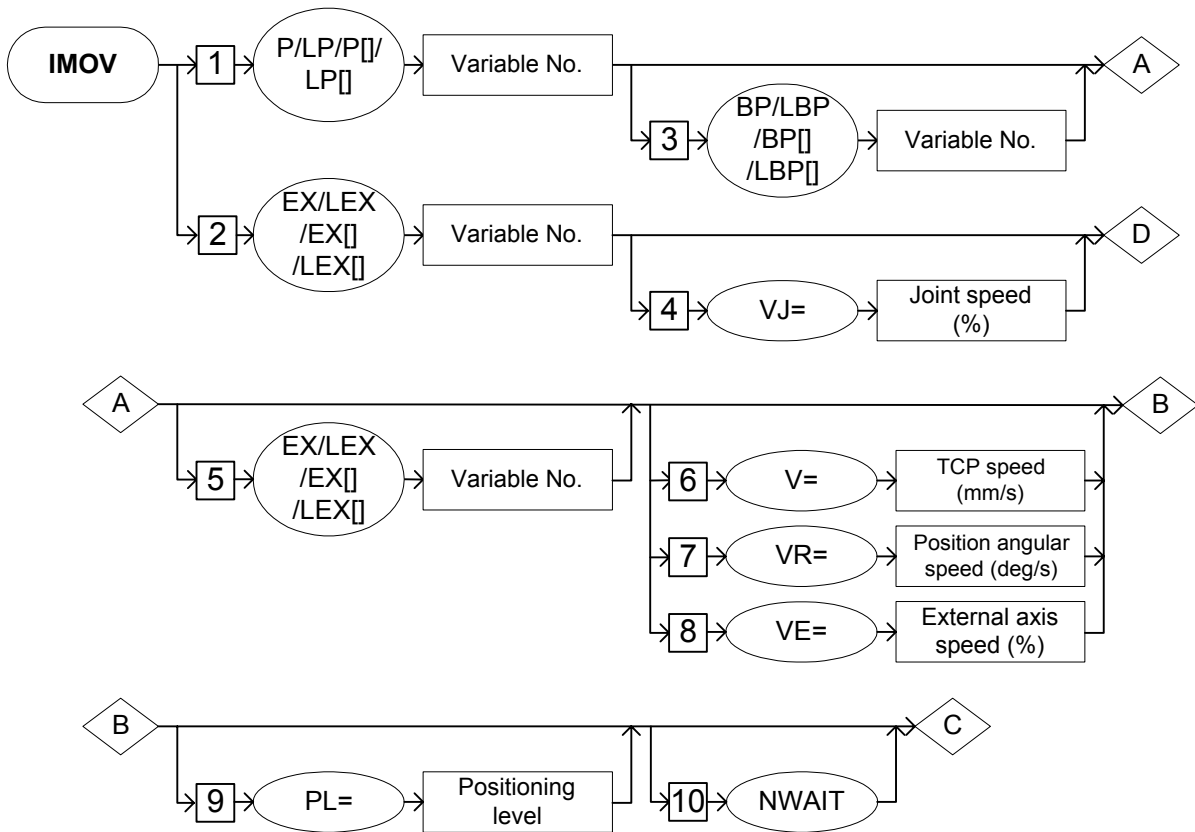 IMOV
1
P/LP/P[]/
LP[]
Variable No.
A
3
BP/LBP
/BP[]
/LBP[]
Variable No.
2
EX/LEX
/EX[]
/LEX[]
Variable No.
D
4
VJ=
Joint speed
(%)
A
B
5
EX/LEX
/EX[]
/LEX[]
Variable No.
6
V=
TCP speed
(mm/s)
7
VR=
Position angular
speed (deg/s)
8
VE=
External axis
speed (%)
B
C
9
PL=
Positioning
level
10
NWAIT